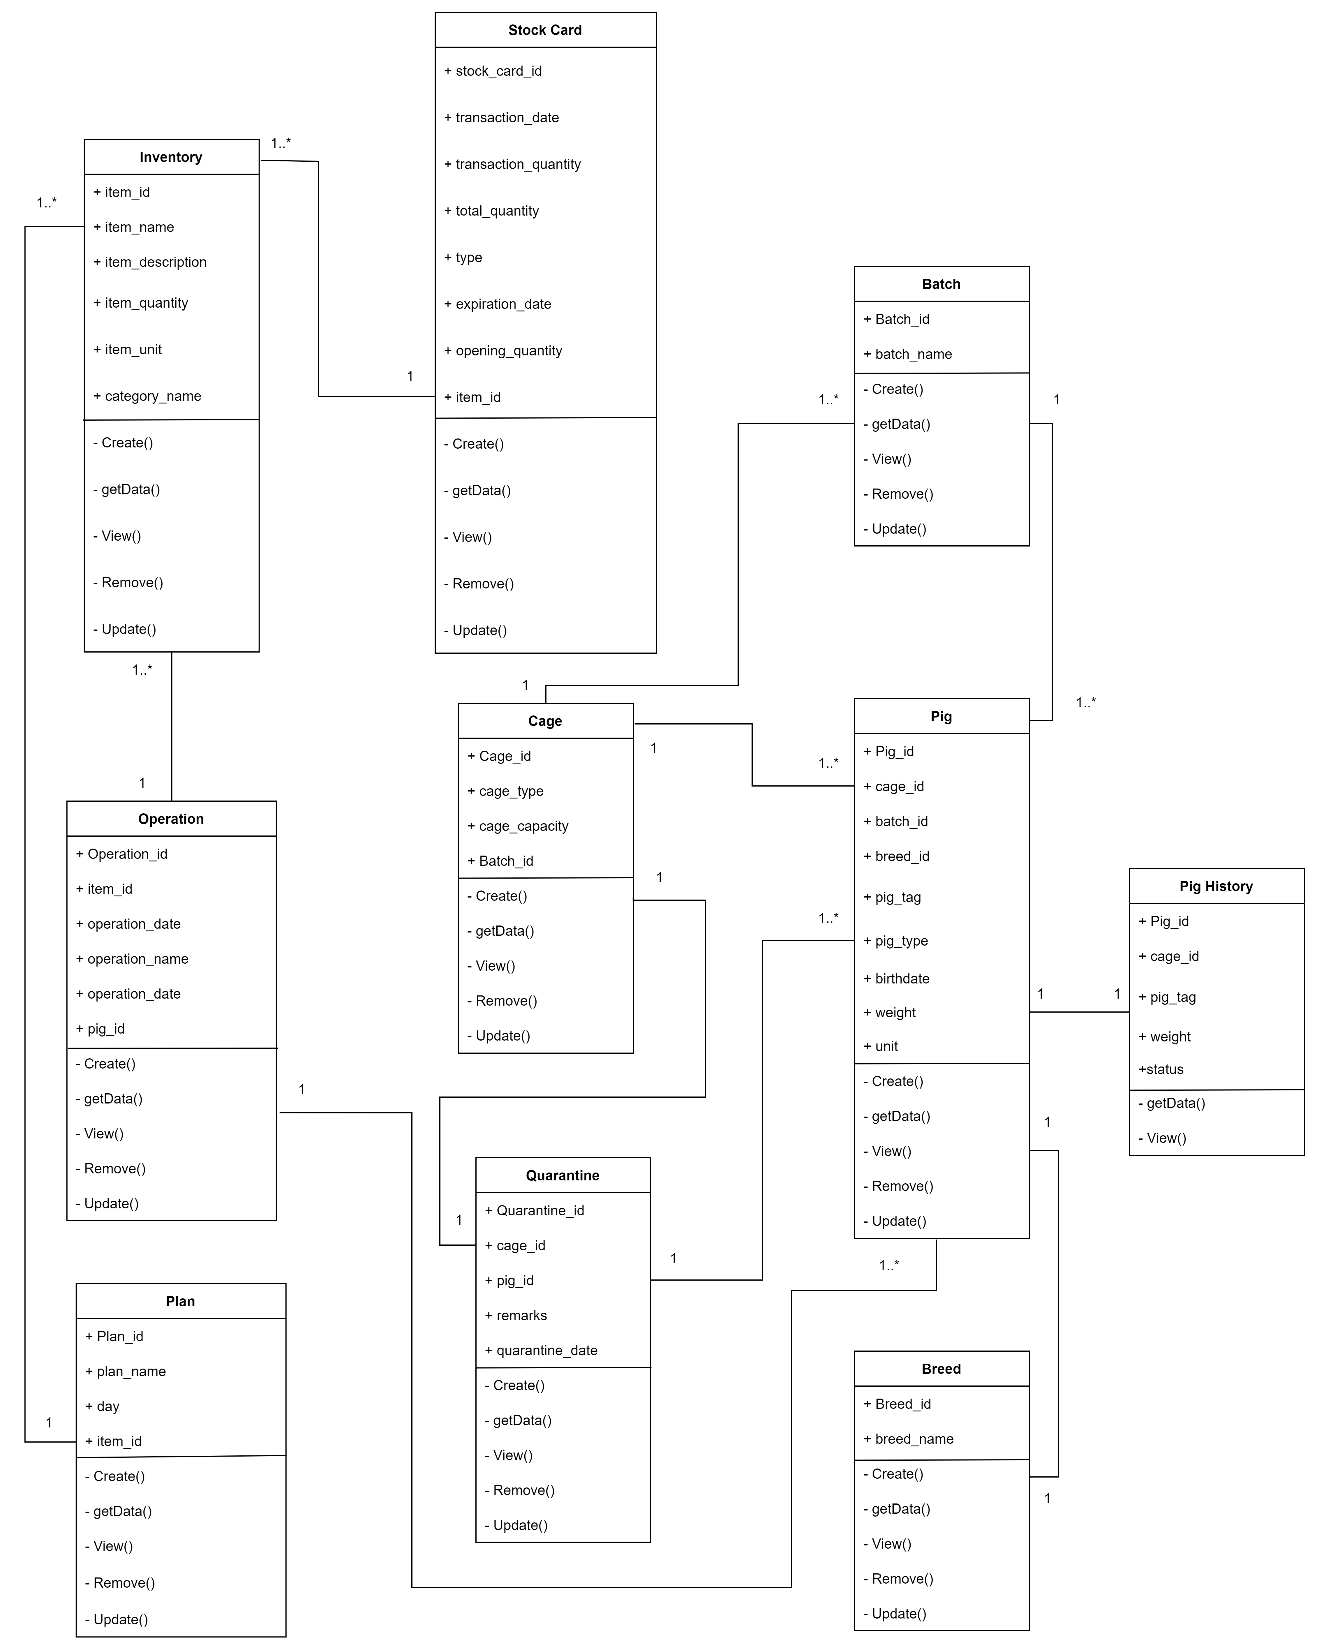 Stock Card
+ stock_card_id
+ transaction_date
+ transaction_quantity
+ total_quantity
+ type
+ expiration_date
+ opening_quantity
+ item_id
- Create()
- getData()
- View()
- Remove()
- Update()
1..*
1
Inventory
+ item_id
+ item_name
+ item_description
+ item_quantity
+ item_unit
+ category_name
- Create()
- getData()
- View()
- Remove()
- Update()
1..*
1..*
1
Batch
+ Batch_id
+ batch_name
- Create()
- getData()
- View()
- Remove()
- Update()
1..*
1
1
1..*
Cage
+ Cage_id
+ cage_type
+ cage_capacity
+ Batch_id
- Create()
- getData()
- View()
- Remove()
- Update()
1
1..*
1
1..*
Pig
+ Pig_id
+ cage_id
+ batch_id
+ breed_id
+ pig_tag
+ pig_type
+ birthdate
+ weight
+ unit
- Create()
- getData()
- View()
- Remove()
- Update()
1
1
1
1..*
Pig History
+ Pig_id
+ cage_id
+ pig_tag
+ weight
+status
- getData()
- View()
Operation
+ Operation_id
+ item_id
+ operation_date
+ operation_name
+ operation_date
+ pig_id
- Create()
- getData()
- View()
- Remove()
- Update()
1
Quarantine
+ Quarantine_id
+ cage_id
+ pig_id
+ remarks
+ quarantine_date
- Create()
- getData()
- View()
- Remove()
- Update()
1
1
Plan
+ Plan_id
+ plan_name
+ day
+ item_id
- Create()
- getData()
- View()
- Remove()
- Update()
1
Breed
+ Breed_id
+ breed_name
- Create()
- getData()
- View()
- Remove()
- Update()
1